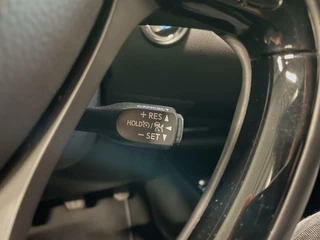 + RES ▲
HOLD
− SET ▼